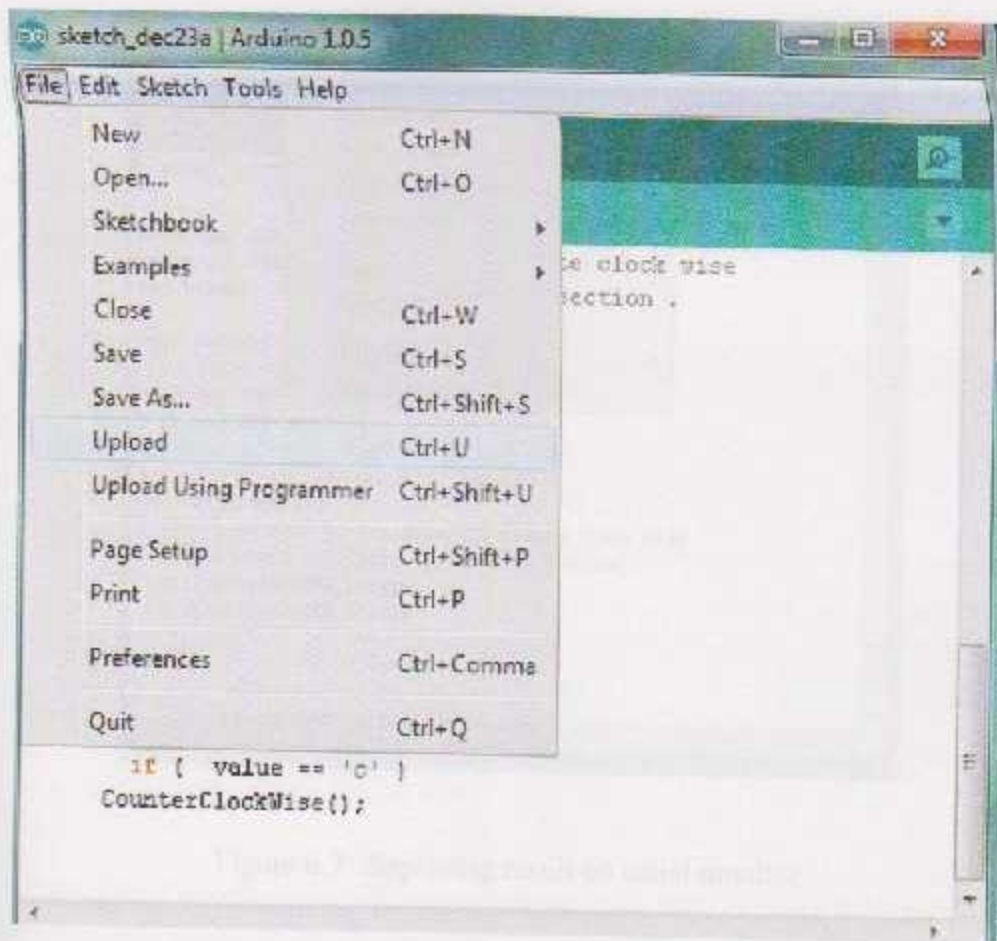 sketch_dec23a | Arduino 1.0.5
File Edit Sketch Tools Help
New Ctrl+N
Open... Ctrl+O
Sketchbook
Examples
Close Ctrl+W
Save Ctrl+S
Save As... Ctrl+Shift+S
Upload Ctrl+U
Upload Using Programmer Ctrl+Shift+U
Page Setup Ctrl+Shift+P
Print Ctrl+P
Preferences Ctrl+Comma
Quit Ctrl+Q
clock wise
section .
if ( value == 'c' )
CounterClockWise();